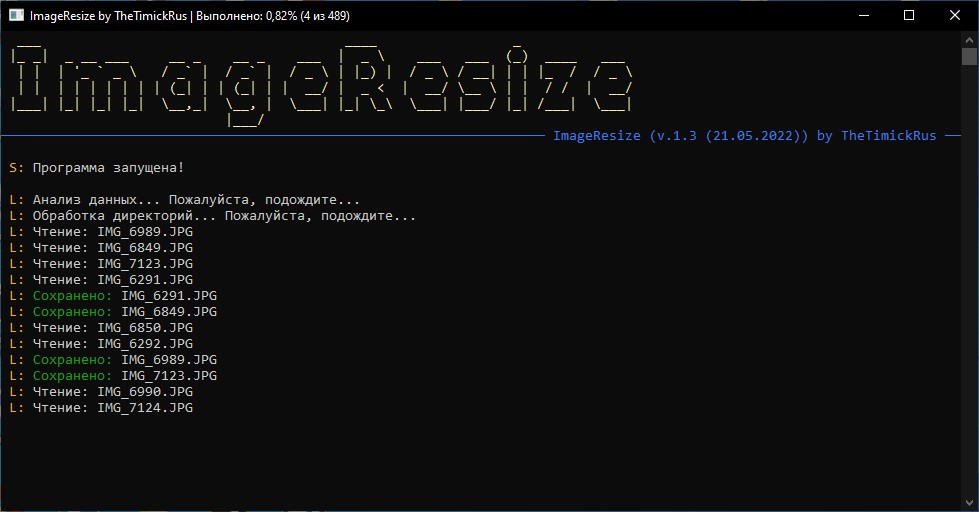 ImageResize by TheTimickRus | Выполнено: 0,82% (4 из 489)
ImageResize
ImageResize (v.1.3 (21.05.2022)) by TheTimickRus
S: Программа запущена!
L: Анализ данных... Пожалуйста, подождите...
L: Обработка директорий... Пожалуйста, подождите...
L: Чтение: IMG_6989.JPG
L: Чтение: IMG_6849.JPG
L: Чтение: IMG_7123.JPG
L: Чтение: IMG_6291.JPG
L: Сохранено: IMG_6291.JPG
L: Сохранено: IMG_6849.JPG
L: Чтение: IMG_6850.JPG
L: Чтение: IMG_6292.JPG
L: Сохранено: IMG_6989.JPG
L: Сохранено: IMG_7123.JPG
L: Чтение: IMG_6990.JPG
L: Чтение: IMG_7124.JPG